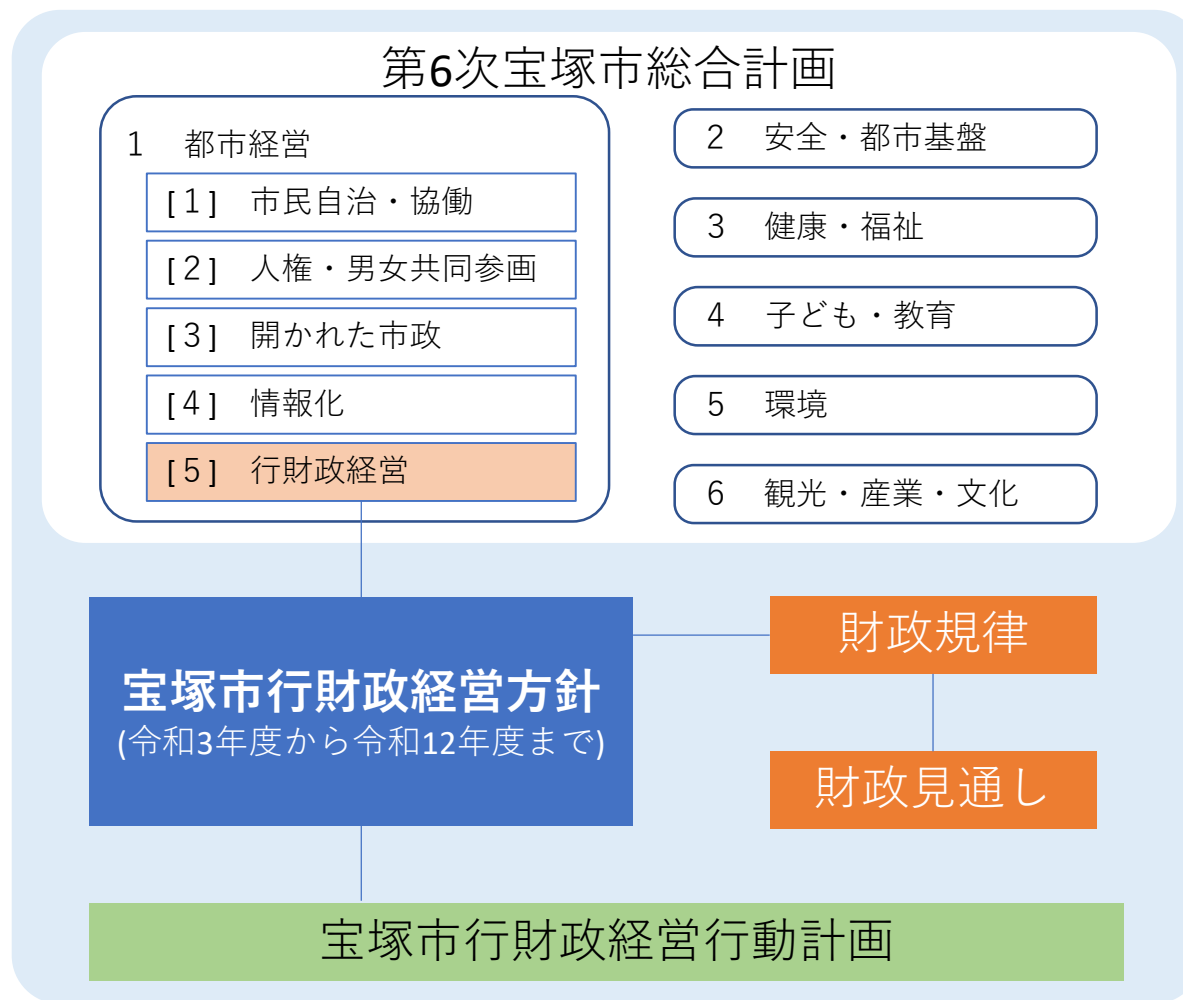 第6次宝塚市総合計画
1 都市経営
[1] 市民自治・協働
[2] 人権・男女共同参画
[3] 開かれた市政
[4] 情報化
[5] 行財政経営
2 安全・都市基盤
3 健康・福祉
4 子ども・教育
5 環境
6 観光・産業・文化
宝塚市行財政経営方針
(令和3年度から令和12年度まで)
財政規律
財政見通し
宝塚市行財政経営行動計画